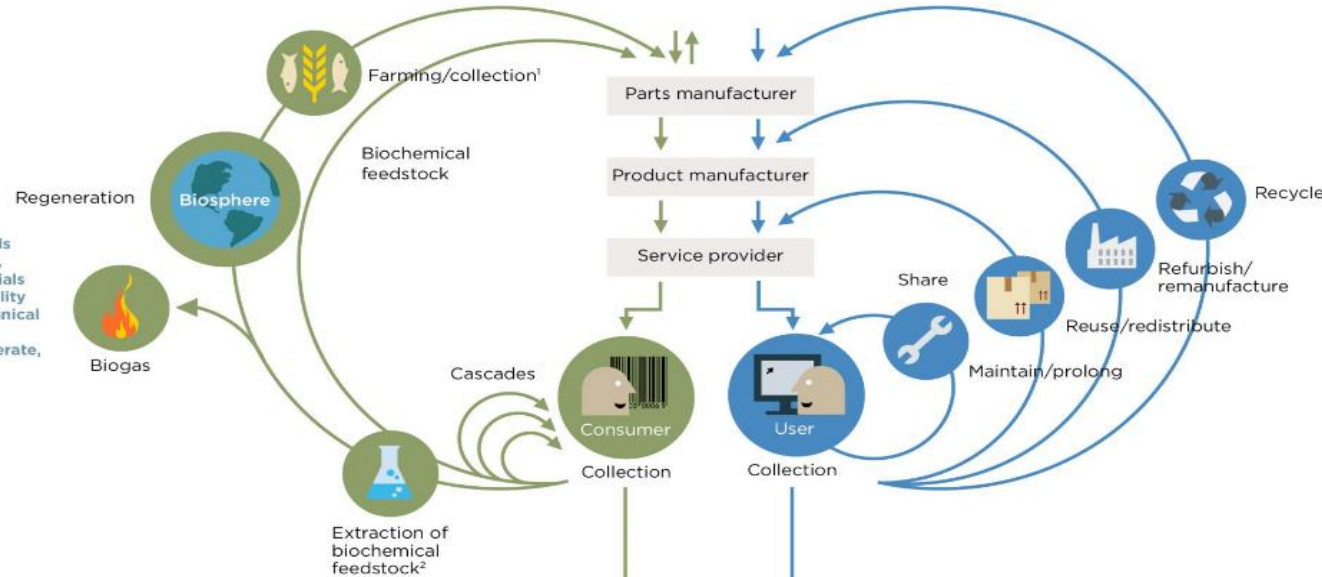 Farming/collection¹
Parts manufacturer
Biochemical
feedstock
Product manufacturer
Regeneration
Biosphere
Recycle
Service provider
Share
Refurbish/
remanufacture
Reuse/redistribute
Biogas
Cascades
Maintain/prolong
Consumer
User
Collection
Collection
Extraction of
biochemical
feedstock²